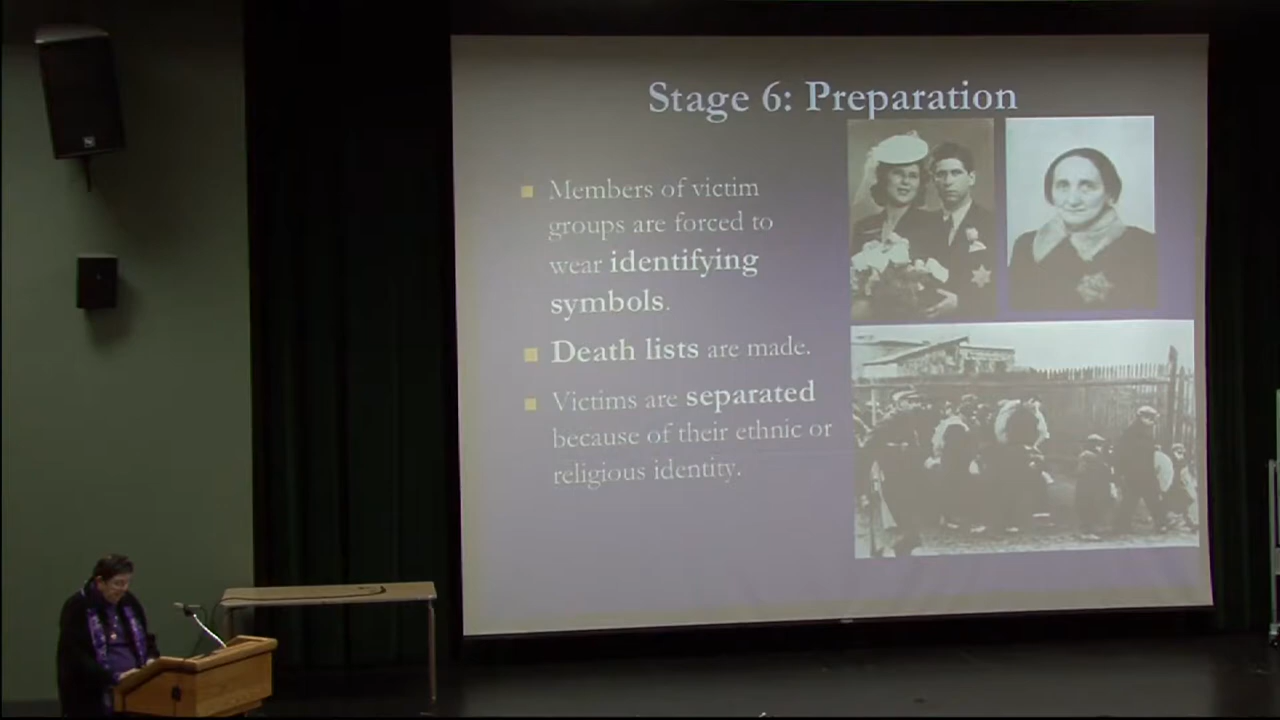 Stage 6: Preparation
Members of victim
groups are forced to
wear identifying
symbols.
Death lists are made.
Victims are separated
because of their ethnic or
religious identity.